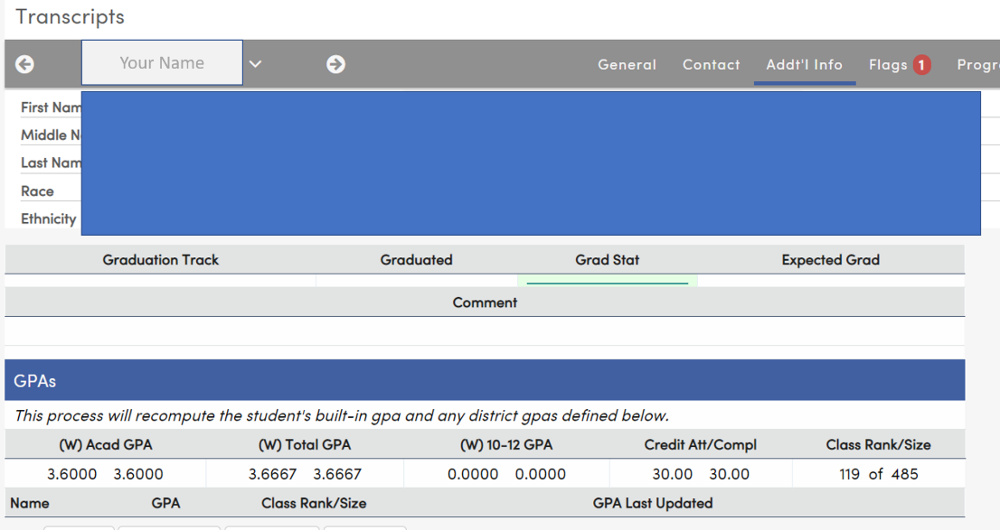 Transcripts
Your Name
General Contact Addt'l Info Flags 1 Progr
First Nam
Middle N
Last Nam
Race
Ethnicity
Graduation Track Graduated Grad Stat Expected Grad
Comment
GPAs
This process will recompute the student's built-in gpa and any district gpas defined below.
(W) Acad GPA (W) Total GPA (W) 10-12 GPA Credit Att/Compl Class Rank/Size
3.6000 3.6000 3.6667 3.6667 0.0000 0.0000 30.00 30.00 119 of 485
Name GPA Class Rank/Size GPA Last Updated